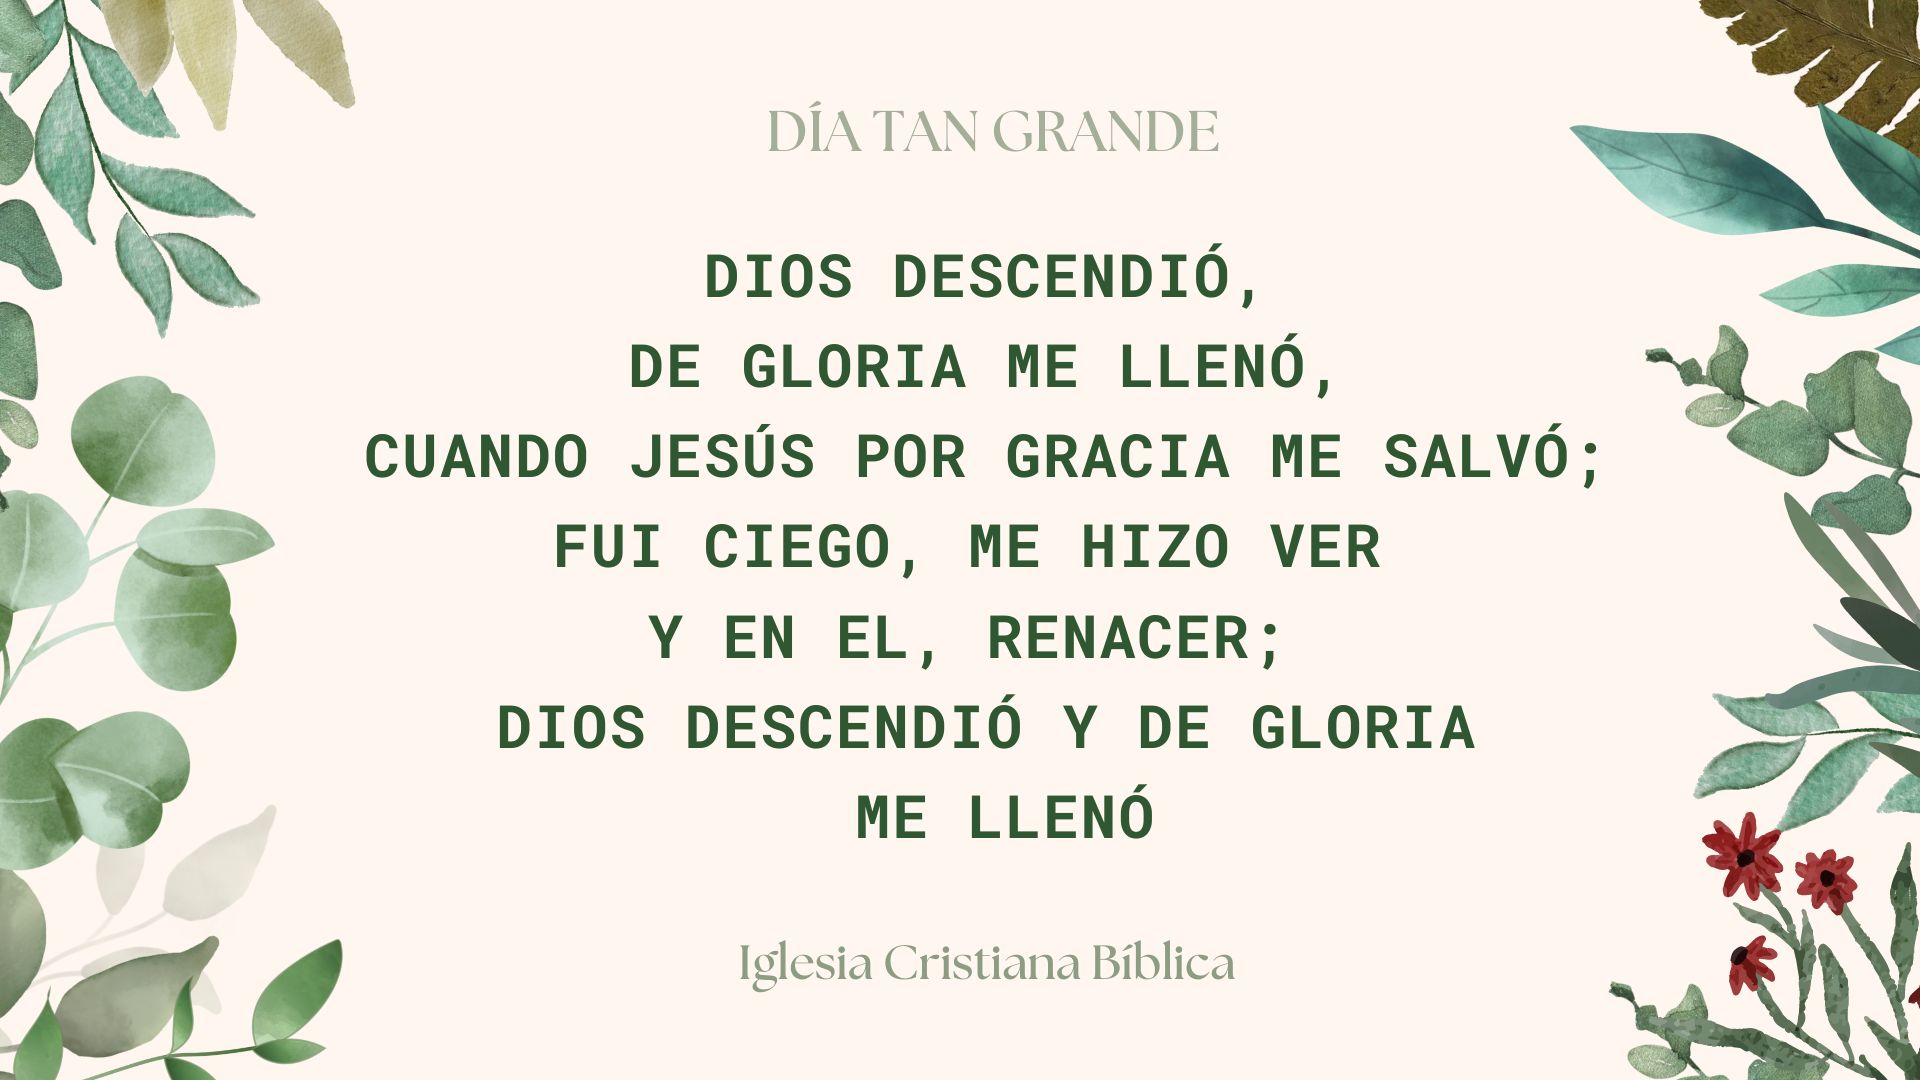 DÍA TAN GRANDE
DIOS DESCENDIÓ,
DE GLORIA ME LLENÓ,
CUANDO JESÚS POR GRACIA ME SALVÓ;
FUI CIEGO, ME HIZO VER
Y EN EL, RENACER;
DIOS DESCENDIÓ Y DE GLORIA
ME LLENÓ
Iglesia Cristiana Bíblica